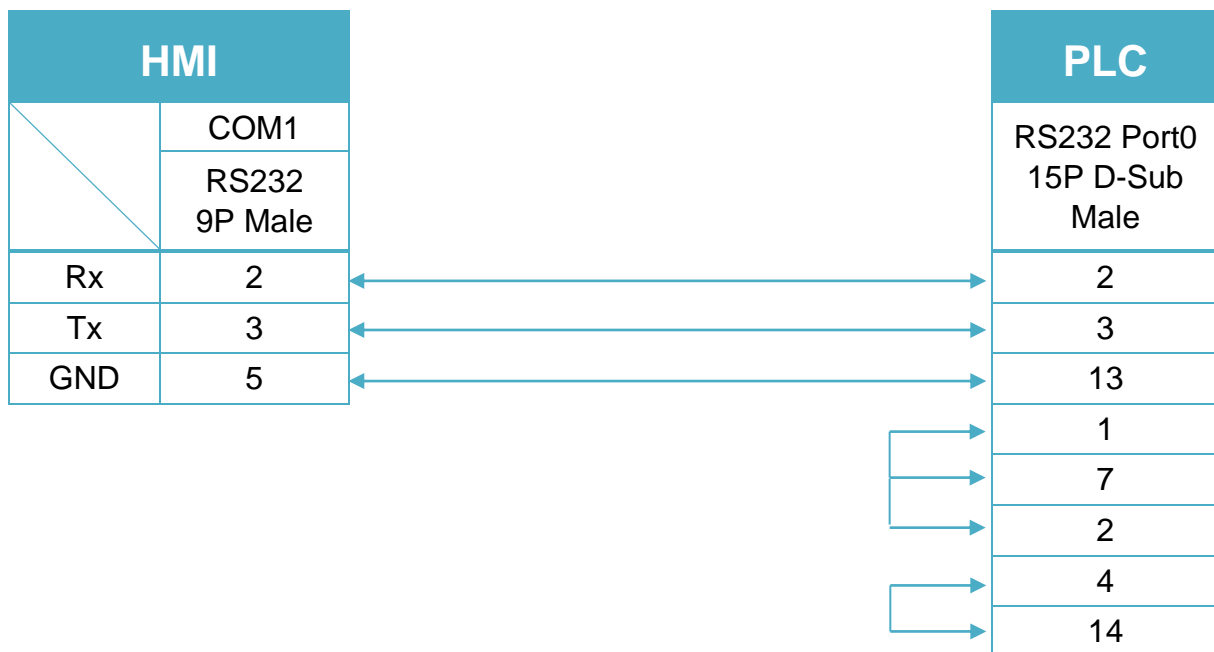 HMI
PLC
COM1
RS232
9P Male
RS232 Port0
15P D-Sub
Male
Rx 2 2
Tx 3 3
GND 5 13
1
7
2
4
14